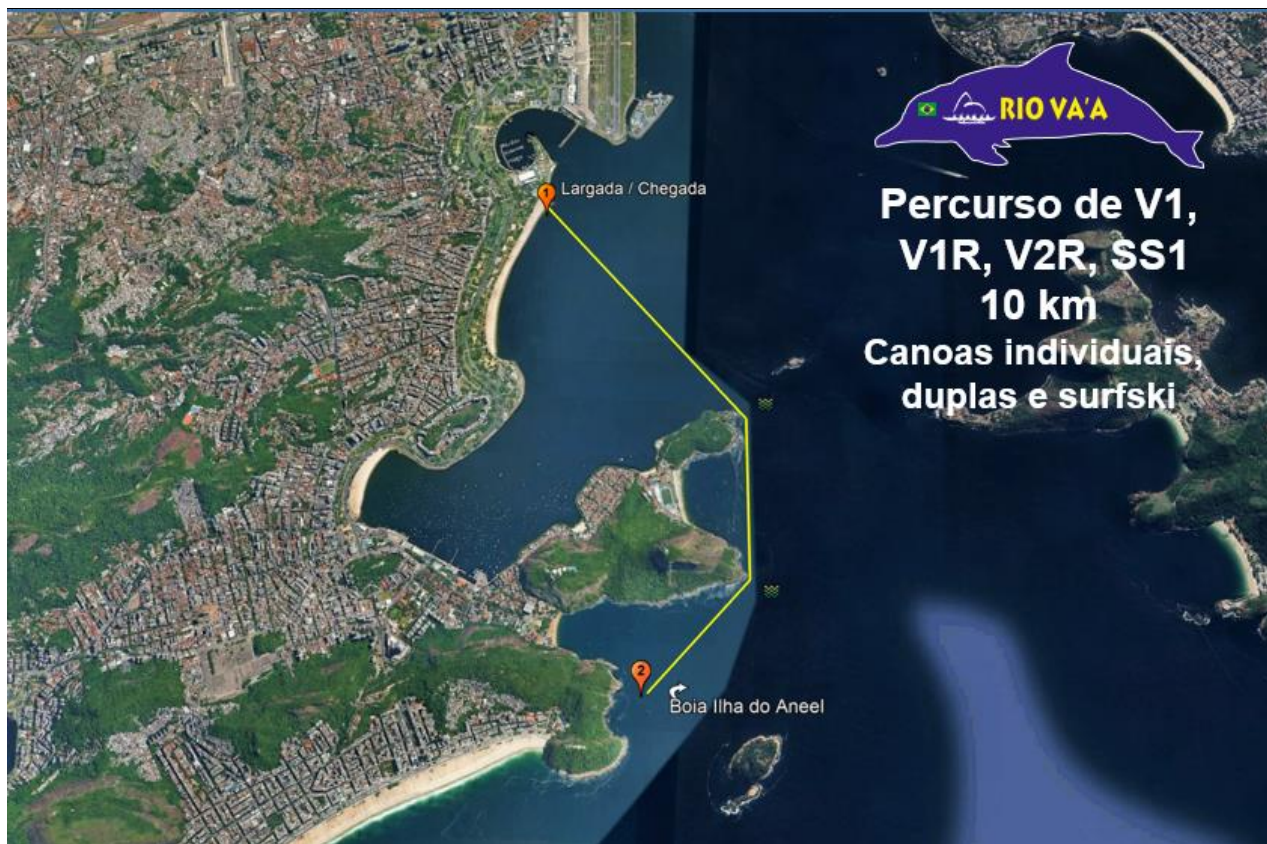 RIO VA'A
Percurso de V1,
V1R, V2R, SS1
10 km
Canoas individuais,
duplas e surfski
1
Largada / Chegada
2
Boia Ilha do Aneel